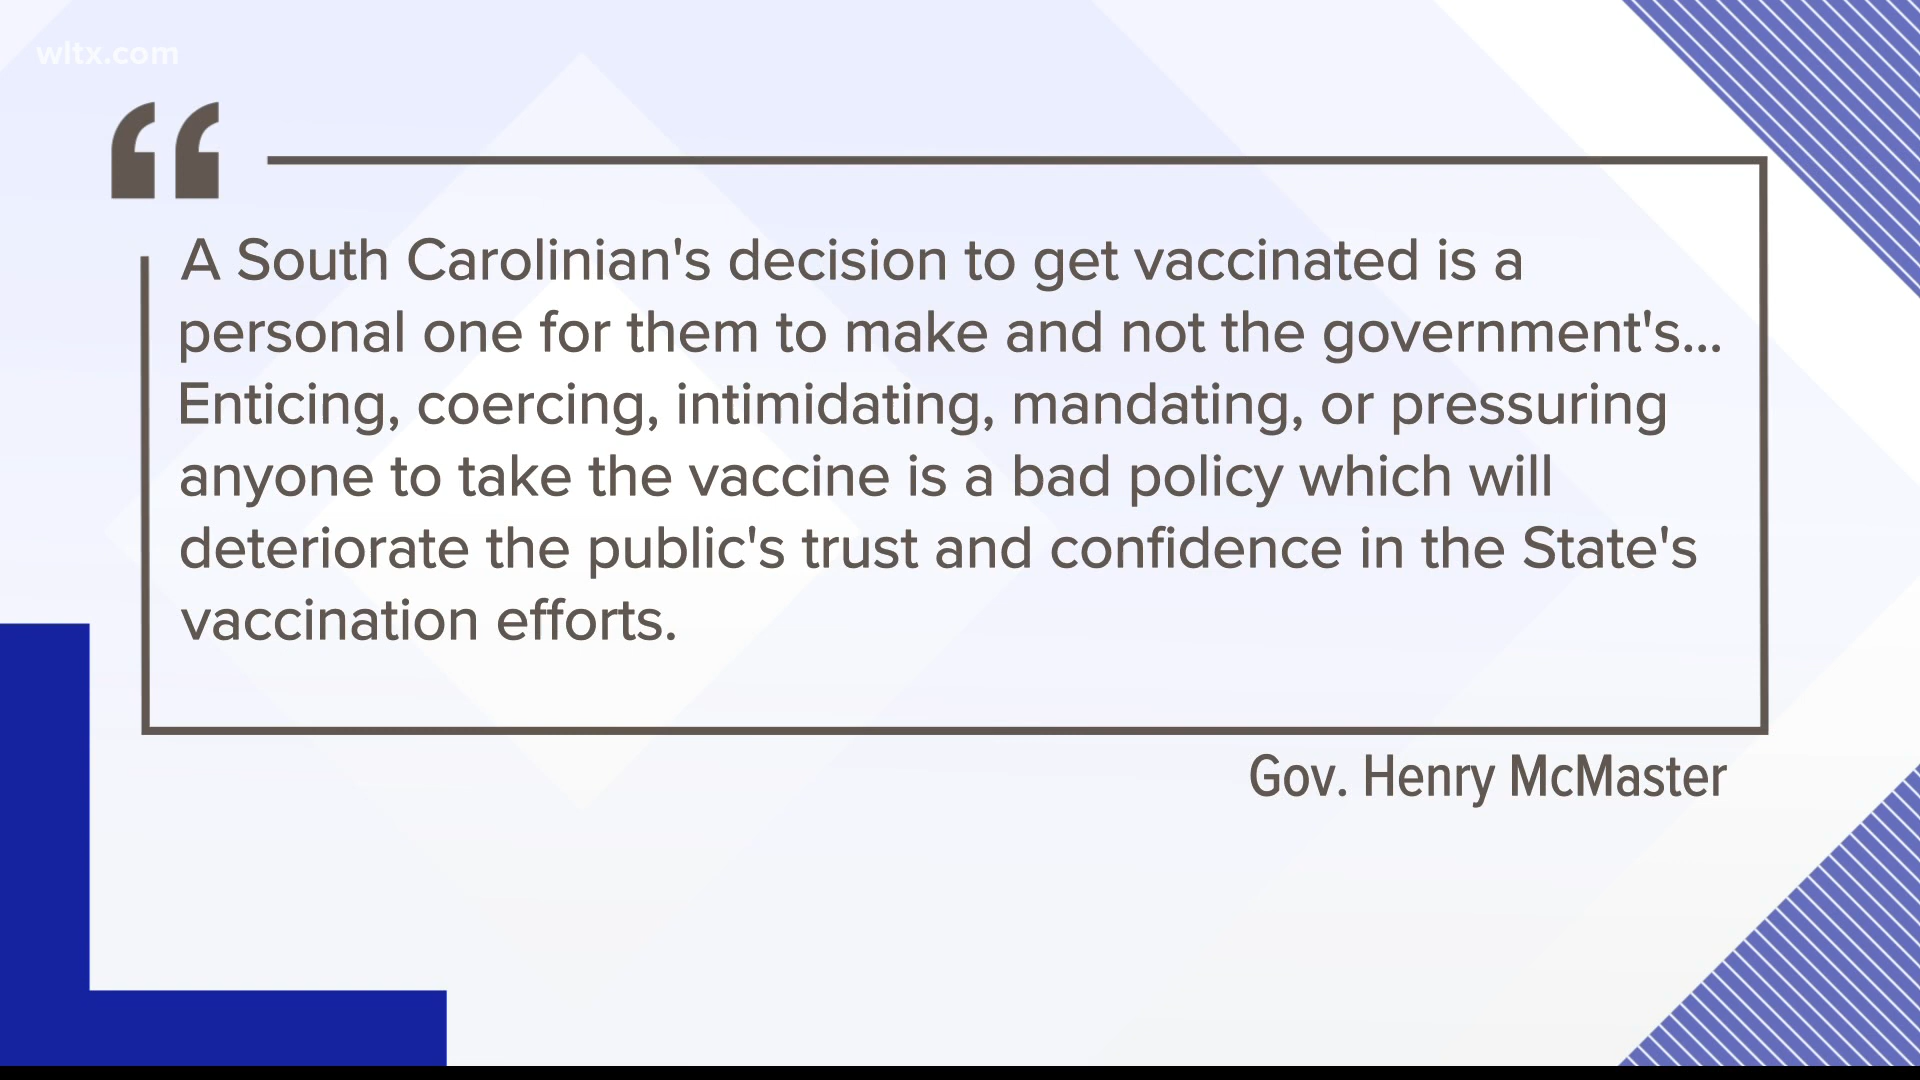 wltx.com
“
A South Carolinian's decision to get vaccinated is a
personal one for them to make and not the government's...
Enticing, coercing, intimidating, mandating, or pressuring
anyone to take the vaccine is a bad policy which will
deteriorate the public's trust and confidence in the State's
vaccination efforts.
Gov. Henry McMaster